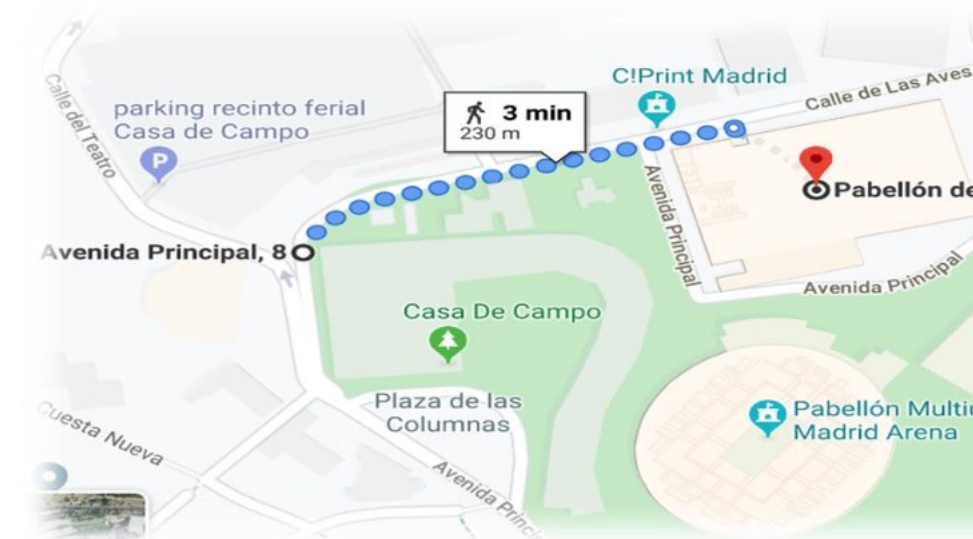 C!Print Madrid
Calle de Las Aves
Calle del Teatro
parking recinto ferial
Casa de Campo
P
3 min
230 m
Avenida Principal
Pabellón de
Avenida Principal, 8
Avenida Principal
Casa De Campo
Plaza de las
Columnas
Pabellón Multiu
Madrid Arena
Cuesta Nueva
Avenida Princi